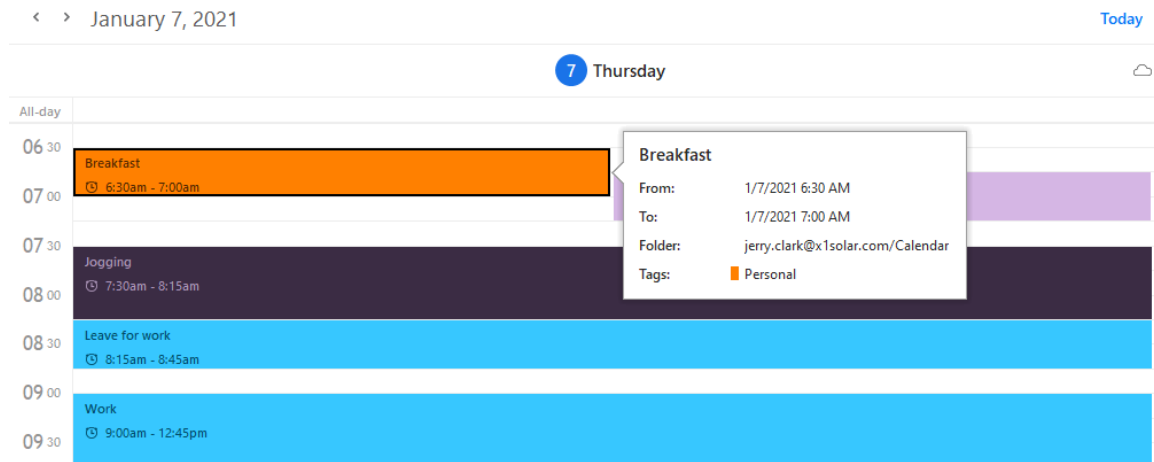 January 7, 2021
Today
7 Thursday
All-day
06 30
Breakfast
6:30am - 7:00am
07 00
Breakfast
From: 1/7/2021 6:30 AM
To: 1/7/2021 7:00 AM
Folder: jerry.clark@x1solar.com/Calendar
Tags: Personal
07 30
Jogging
7:30am - 8:15am
08 00
Leave for work
08 30
8:15am - 8:45am
09 00
Work
9:00am - 12:45pm
09 30